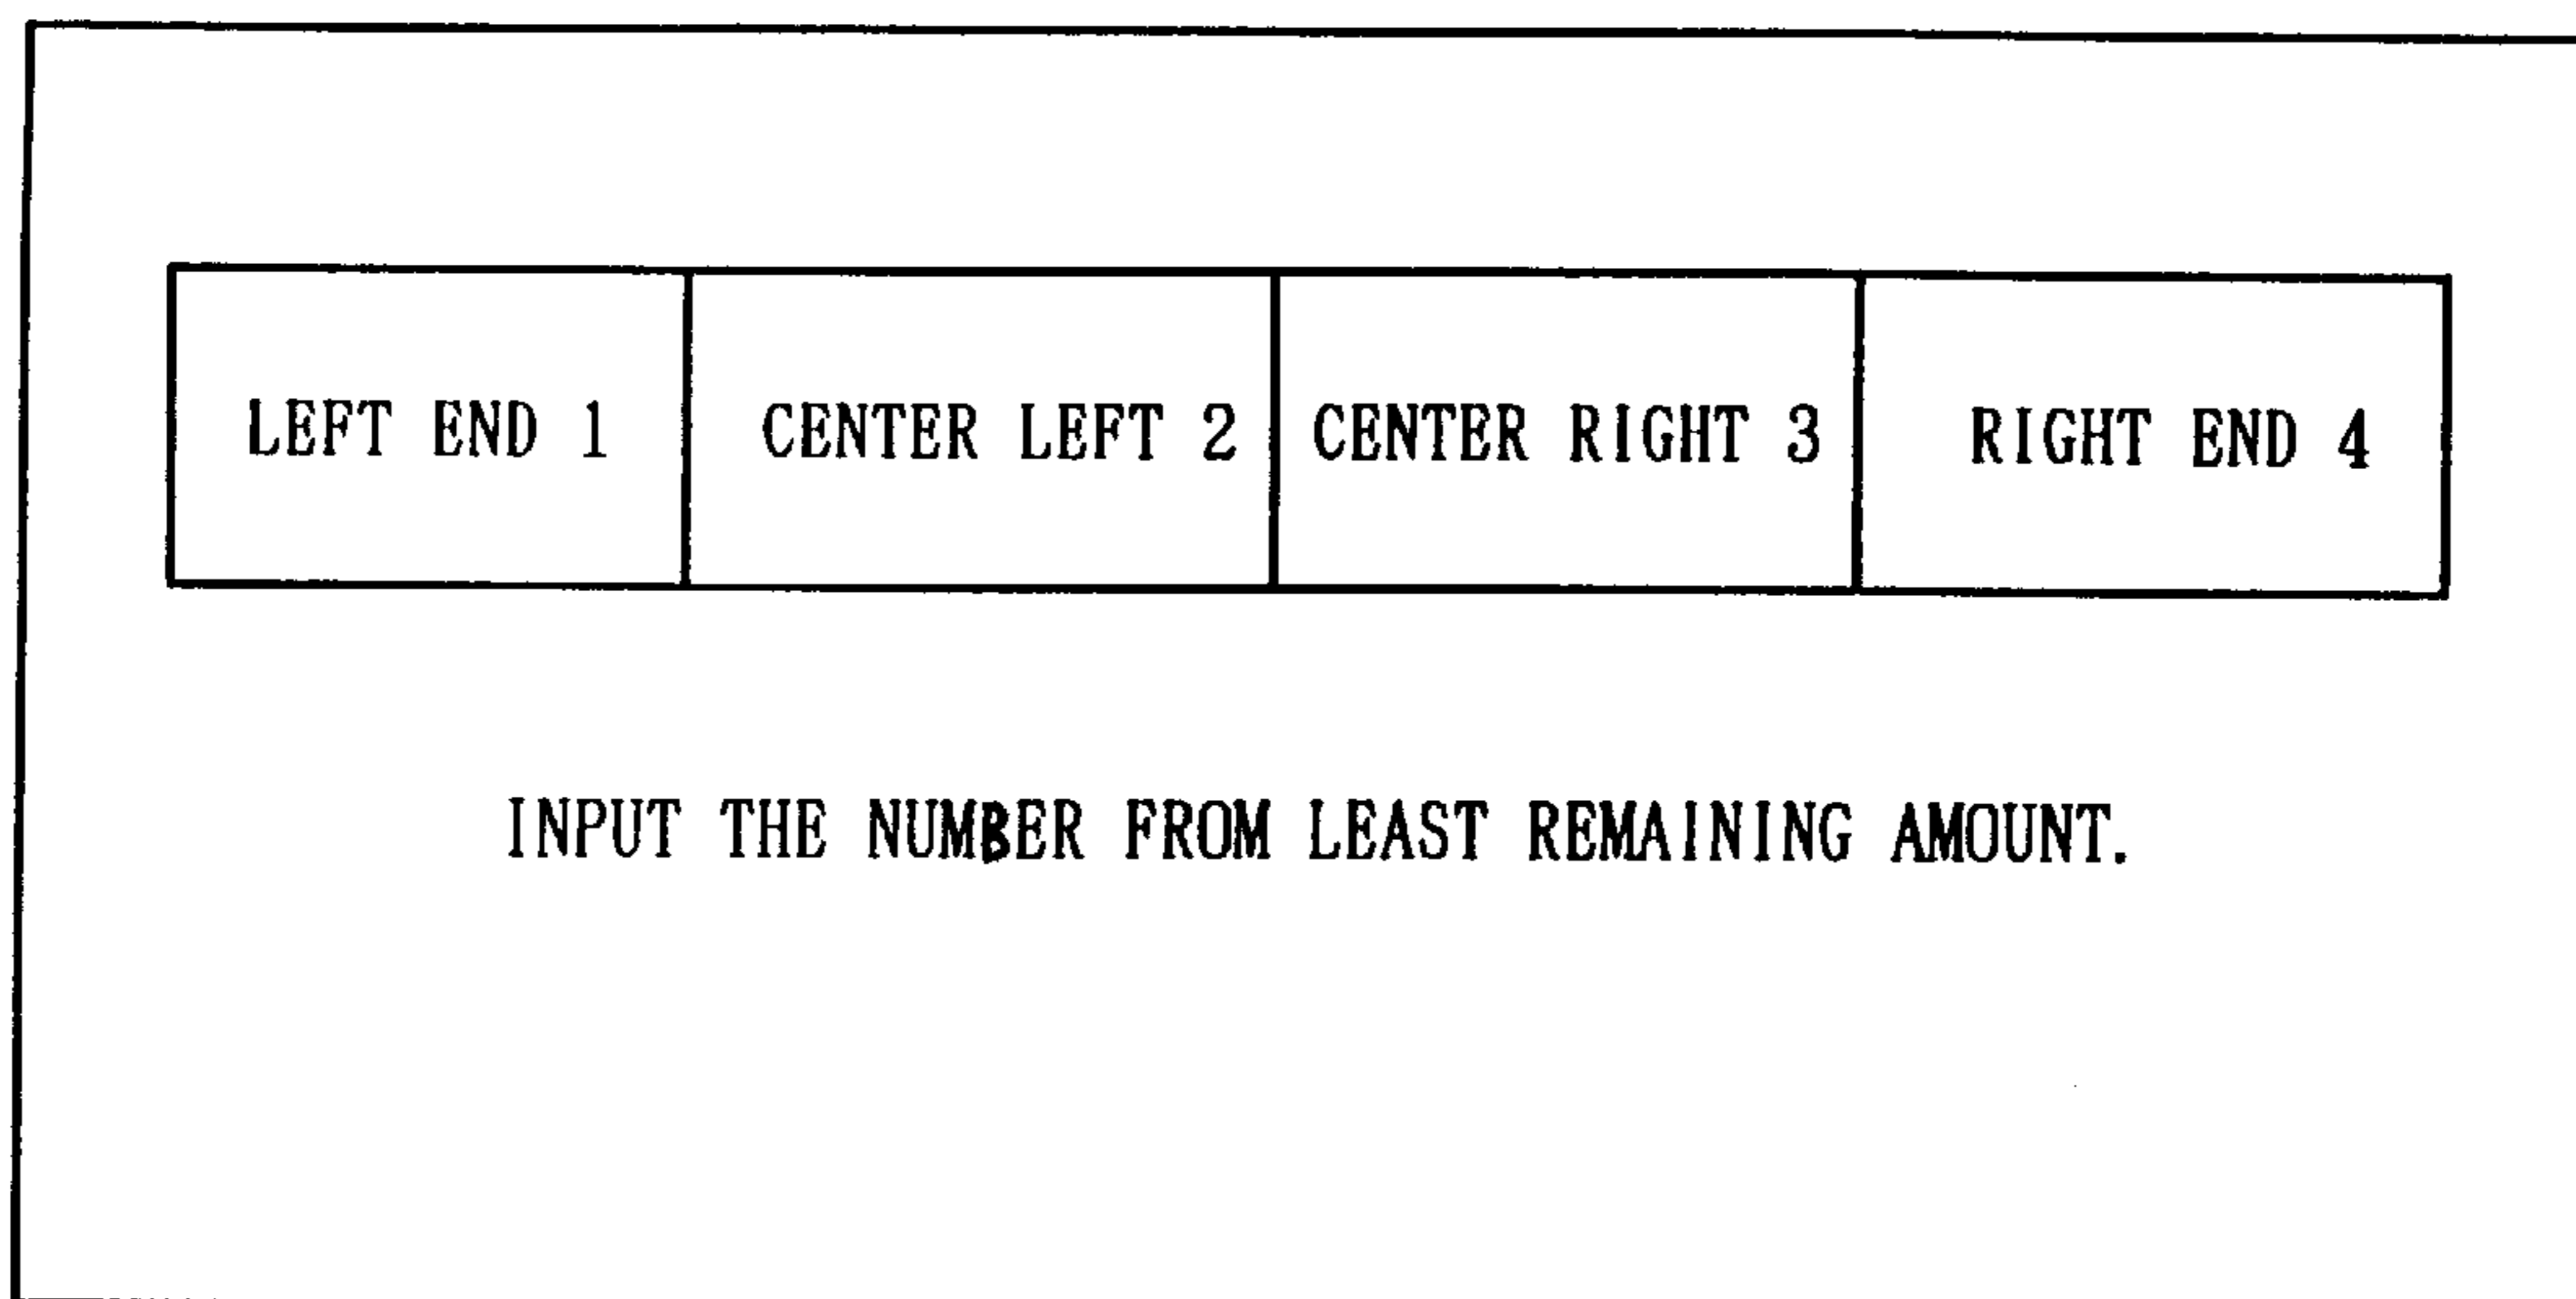 LEFT END 1 CENTER LEFT 2 CENTER RIGHT 3 RIGHT END 4
INPUT THE NUMBER FROM LEAST REMAINING AMOUNT.